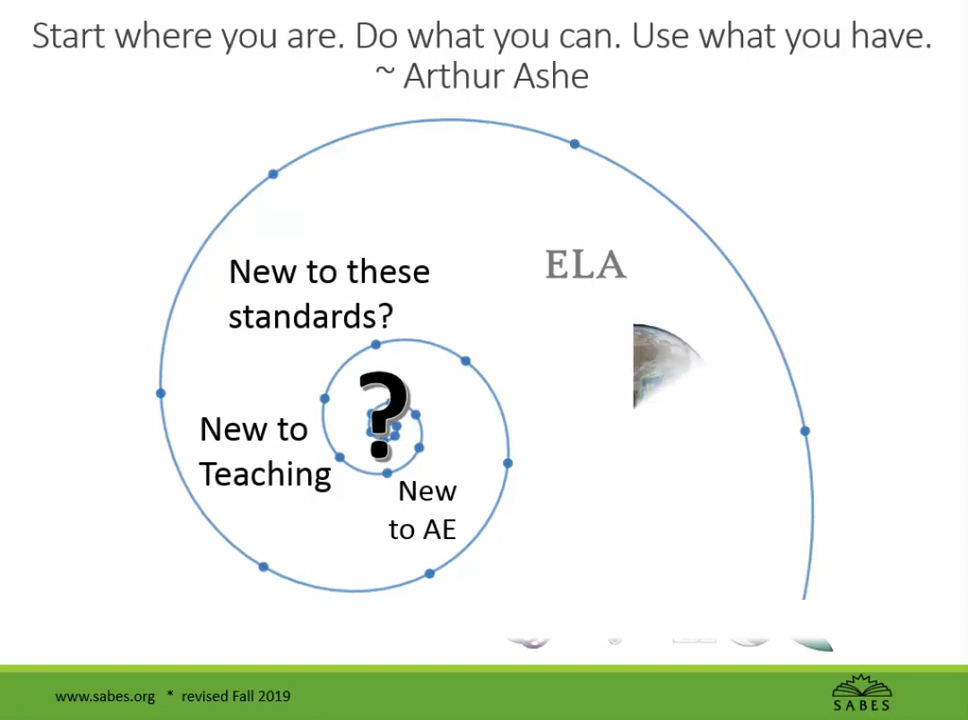 Start where you are. Do what you can. Use what you have.
~ Arthur Ashe
ELA
New to these
standards?
?
New to
Teaching
New
to AE
www.sabes.org * revised Fall 2019
SABES